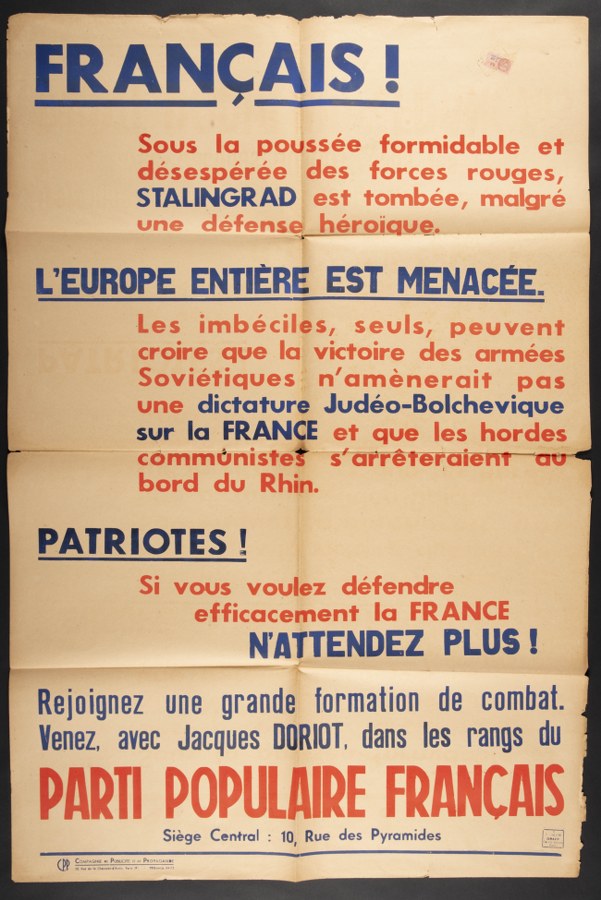 FRANÇAIS !
Sous la poussée formidable et
désespérée des forces rouges,
STALINGRAD est tombée, malgré
une défense héroïque.
L'EUROPE ENTIÈRE EST MENACÉE.
Les imbéciles, seuls, peuvent
croire que la victoire des armées
Soviétiques n'amènerait pas
une dictature Judéo-Bolchevique
sur la FRANCE et que les hordes
communistes s'arrêteraient au
bord du Rhin.
PATRIOTES !
Si vous voulez défendre
efficacement la FRANCE
N'ATTENDEZ PLUS !
Rejoignez une grande formation de combat.
Venez, avec Jacques DORIOT, dans les rangs du
PARTI POPULAIRE FRANÇAIS
Siège Central : 10, Rue des Pyramides
CPP COMPAGNIE DE PUBLICITÉ ET DE PROPAGANDE